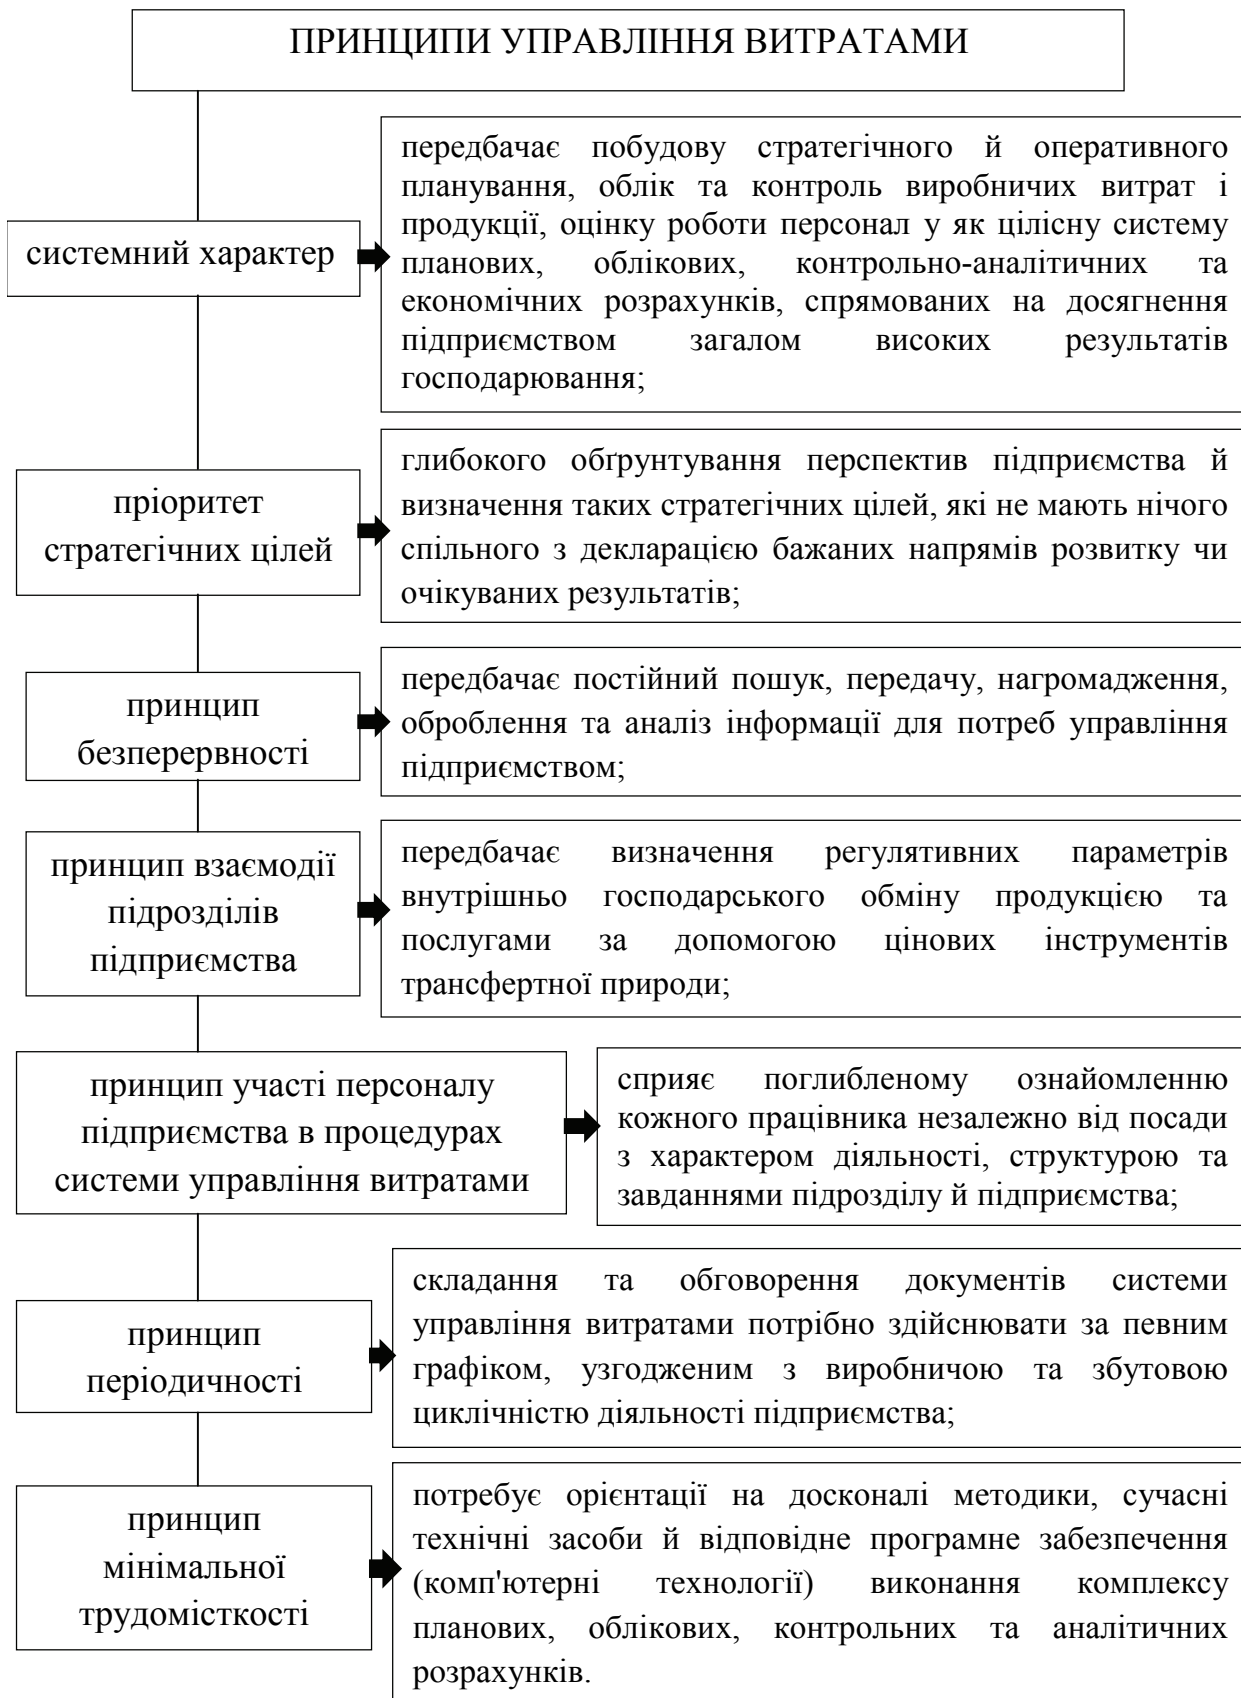 ПРИНЦИПИ УПРАВЛІННЯ ВИТРАТАМИ
системний характер
передбачає побудову стратегічного й оперативного
планування, облік та контроль виробничих витрат і
продукції, оцінку роботи персонал у як цілісну систему
планових, облікових, контрольно-аналітичних та
економічних розрахунків, спрямованих на досягнення
підприємством загалом високих результатів
господарювання;
пріоритет
стратегічних цілей
глибокого обґрунтування перспектив підприємства й
визначення таких стратегічних цілей, які не мають нічого
спільного з декларацією бажаних напрямів розвитку чи
очікуваних результатів;
принцип
безперервності
передбачає постійний пошук, передачу, нагромадження,
оброблення та аналіз інформації для потреб управління
підприємством;
принцип взаємодії
підрозділів
підприємства
передбачає визначення регулятивних параметрів
внутрішньо господарського обміну продукцією та
послугами за допомогою цінових інструментів
трансфертної природи;
принцип участі персоналу
підприємства в процедурах
системи управління витратами
сприяє поглибленому ознайомленню
кожного працівника незалежно від посади
з характером діяльності, структурою та
завданнями підрозділу й підприємства;
принцип
періодичності
складання та обговорення документів системи
управління витратами потрібно здійснювати за певним
графіком, узгодженим з виробничою та збутовою
циклічністю діяльності підприємства;
принцип
мінімальної
трудомісткості
потребує орієнтації на досконалі методики, сучасні
технічні засоби й відповідне програмне забезпечення
(комп'ютерні технології) виконання комплексу
планових, облікових, контрольних та аналітичних
розрахунків.